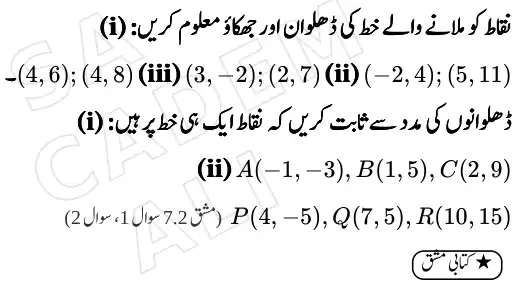 نقاط کو ملانے والے خط کی ڈھلوان اور جھکاؤ معلوم کریں: (i)
(−2, 4); (5, 11) (ii) (3, −2); (2, 7) (iii) (4, 6); (4, 8)۔
ڈھلوانوں کی مدد سے ثابت کریں کہ نقاط ایک ہی خط پر ہیں: (i)
A(−1, −3), B(1, 5), C(2, 9) (ii)
P(4, −5), Q(7, 5), R(10, 15) (مشق 7.2 سوال 1، سوال 2)
★ کتابی مشق
SA
CADEM
ALI